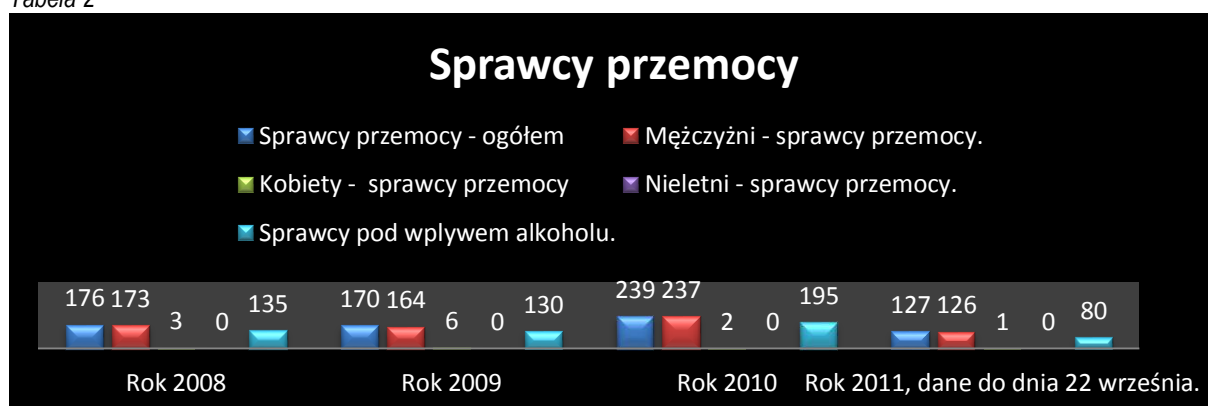 Tabela 2
Sprawcy przemocy
Sprawcy przemocy - ogółem Mężczyżni - sprawcy przemocy.
Kobiety - sprawcy przemocy Nieletni - sprawcy przemocy.
Sprawcy pod wplywem alkoholu.
176 173 3 0 135 170 164 6 0 130 239 237 2 0 195 127 126 1 0 80
Rok 2008 Rok 2009 Rok 2010 Rok 2011, dane do dnia 22 września.